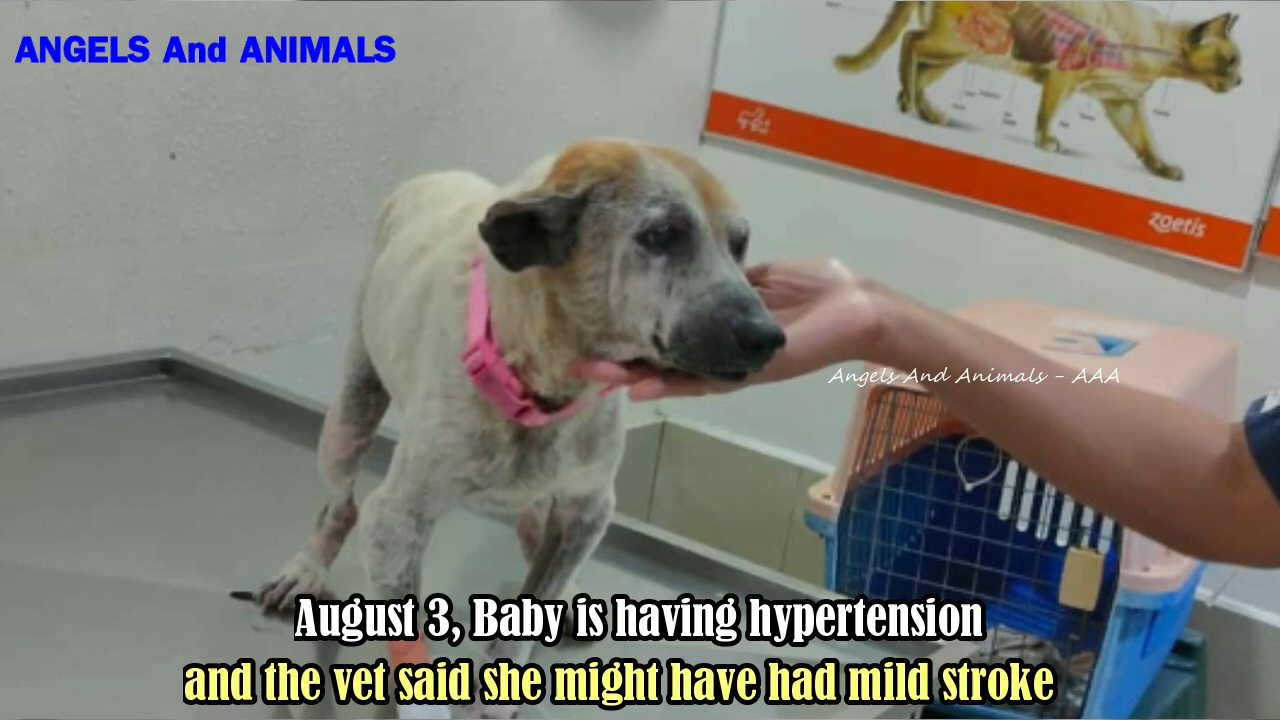 ANGELS And ANIMALS
zoetis
Angels And Animals - AAA
August 3, Baby is having hypertension
and the vet said she might have had mild stroke